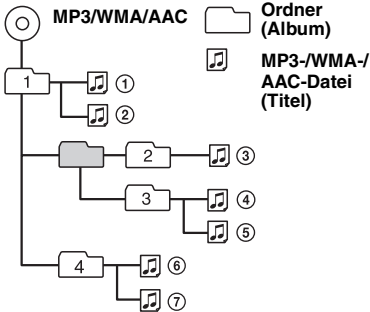 MP3/WMA/AAC
Ordner
(Album)
MP3-/WMA-/
AAC-Datei
(Titel)
1
①
②
2
③
3
④
⑤
4
⑥
⑦